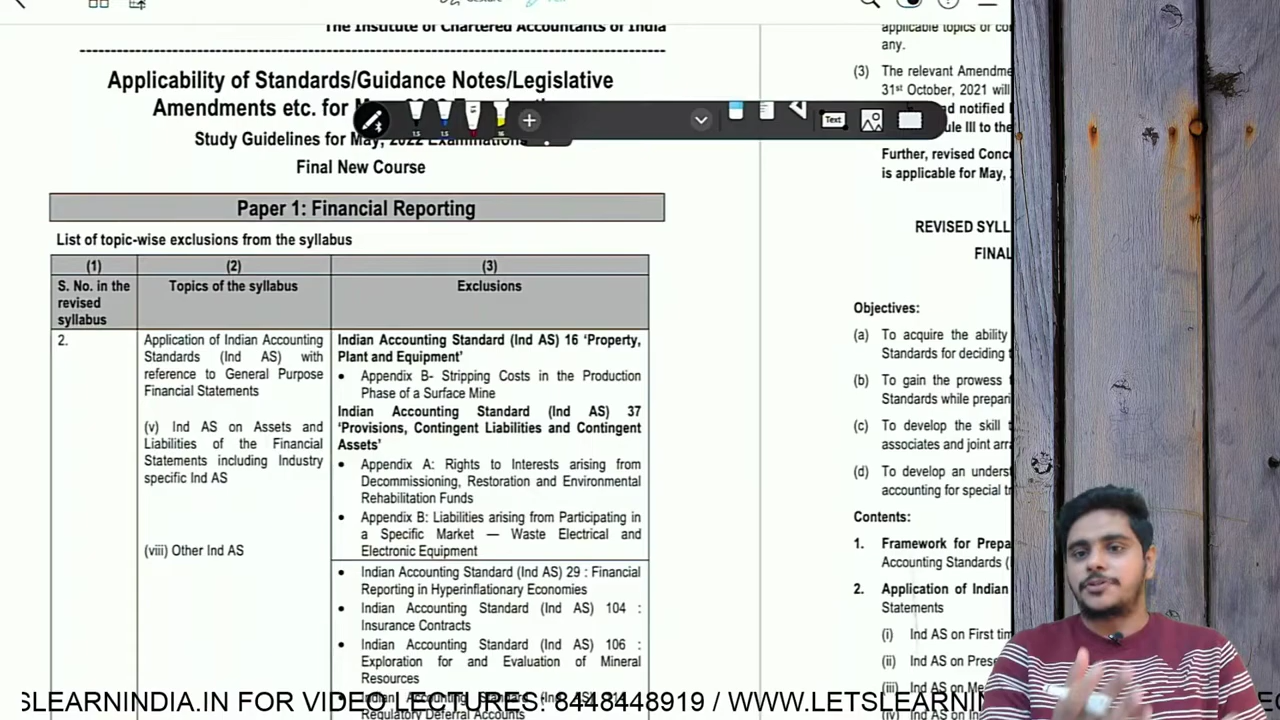 The Institute of Chartered Accountants of India
Applicability of Standards/Guidance Notes/Legislative
Amendments etc. for
Study Guidelines for May, 2022 Examinations
Final New Course
Paper 1: Financial Reporting
List of topic-wise exclusions from the syllabus
(1) (2) (3)
S. No. in the
revised
syllabus
Topics of the syllabus
Exclusions
2.
Application of Indian Accounting
Standards (Ind AS) with
reference to General Purpose
Financial Statements
(v) Ind AS on Assets and
Liabilities of the Financial
Statements including Industry
specific Ind AS
(viii) Other Ind AS
Indian Accounting Standard (Ind AS) 16 ‘Property,
Plant and Equipment’
• Appendix B- Stripping Costs in the Production
Phase of a Surface Mine
Indian Accounting Standard (Ind AS) 37
‘Provisions, Contingent Liabilities and Contingent
Assets’
• Appendix A: Rights to Interests arising from
Decommissioning, Restoration and Environmental
Rehabilitation Funds
• Appendix B: Liabilities arising from Participating in
a Specific Market — Waste Electrical and
Electronic Equipment
• Indian Accounting Standard (Ind AS) 29 : Financial
Reporting in Hyperinflationary Economies
• Indian Accounting Standard (Ind AS) 104 :
Insurance Contracts
• Indian Accounting Standard (Ind AS) 106 :
Exploration for and Evaluation of Mineral
Resources
Regulatory Deferral Accounts
applicable topics or
any.
(3) The relevant
31st October, 2021 will
and notified
to the
Further, revised
is applicable for May,
REVISED
FINAL
Objectives:
(a) To acquire the ability
Standards for deciding
(b) To gain the prowess
Standards while
(c) To develop the skill
associates and joint
(d) To develop an
accounting for special
Contents:
1. Framework for
Accounting Standards
2. Application of Indian
Statements
(i) Ind AS on First
(ii) Ind AS on
(iii) Ind AS on
(iv) Ind AS on
Text
SLEARNINDIA.IN FOR VIDEO LECTURES: 8448448919 / WWW.LETSLEARNI